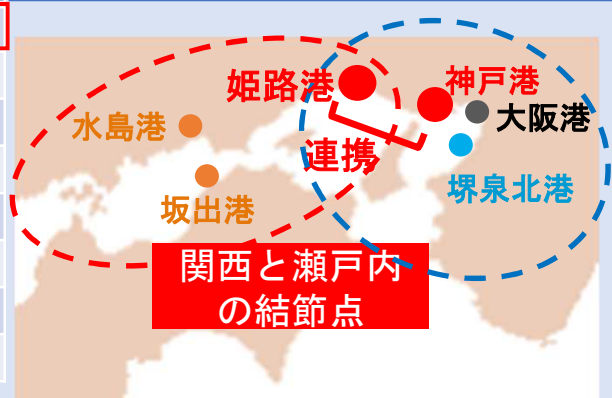 姫路港
神戸港
水島港
大阪港
連携
坂出港
堺泉北港
関西と瀬戸内
の結節点